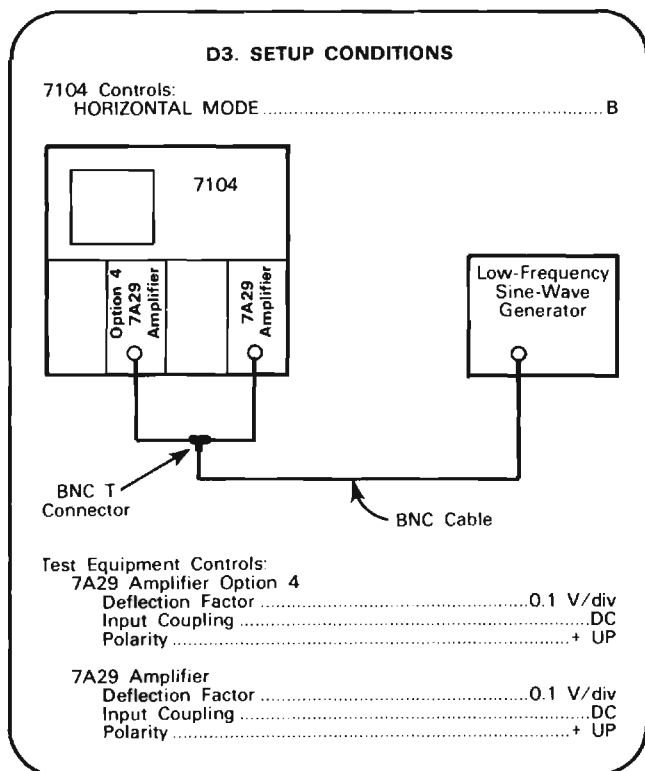 D3. SETUP CONDITIONS
7104 Controls:
HORIZONTAL MODE ........................................................ B
7104
Option 4
7A29
Amplifier
7A29
Amplifier
Low-Frequency
Sine-Wave
Generator
BNC T
Connector
BNC Cable
Test Equipment Controls:
7A29 Amplifier Option 4
Deflection Factor ............................................0.1 V/div
Input Coupling .........................................................DC
Polarity ...................................................................+ UP
7A29 Amplifier
Deflection Factor ............................................0.1 V/div
Input Coupling .........................................................DC
Polarity ...................................................................+ UP